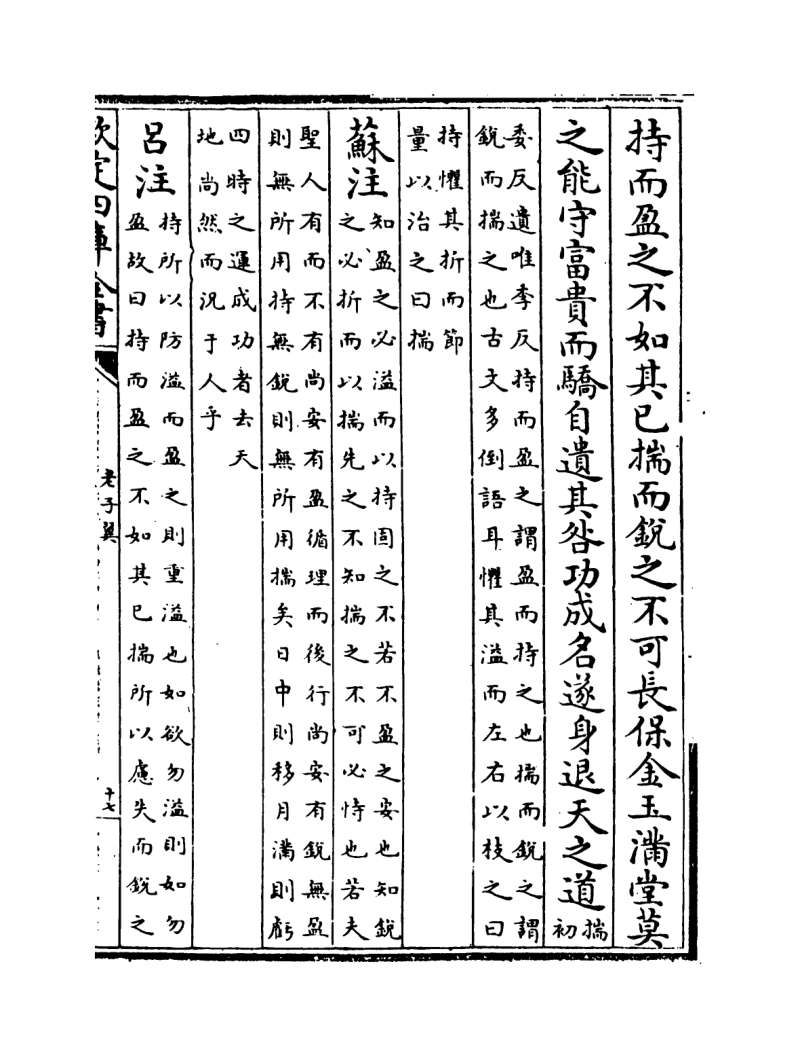 持而盈之不如其已揣而銳之不可長保金玉滿堂莫
之能守富貴而驕自遺其咎功成名遂身退天之道揣初
委反遺唯季反持而盈之謂盈而持之也揣而銳之謂
銳而揣之也古文多倒語耳懼其溢而左右以枝之曰
持懼其折而節
量以治之曰揣
蘇注知盈之必溢而以持固之不若不盈之安也知銳
之必折而以揣先之不知揣之不可必恃也若夫
聖人有而不有尚安有盈循理而後行尚安有銳無盈
則無所用持無銳則無所用揣矣日中則移月滿則虧
四時之運成功者去天
地尚然而況于人乎
呂注持所以防溢而盈之則重溢也如欲勿溢則如勿
盈故曰持而盈之不如其已揣所以慮失而銳之
欽定四庫全書
老子翼
十七